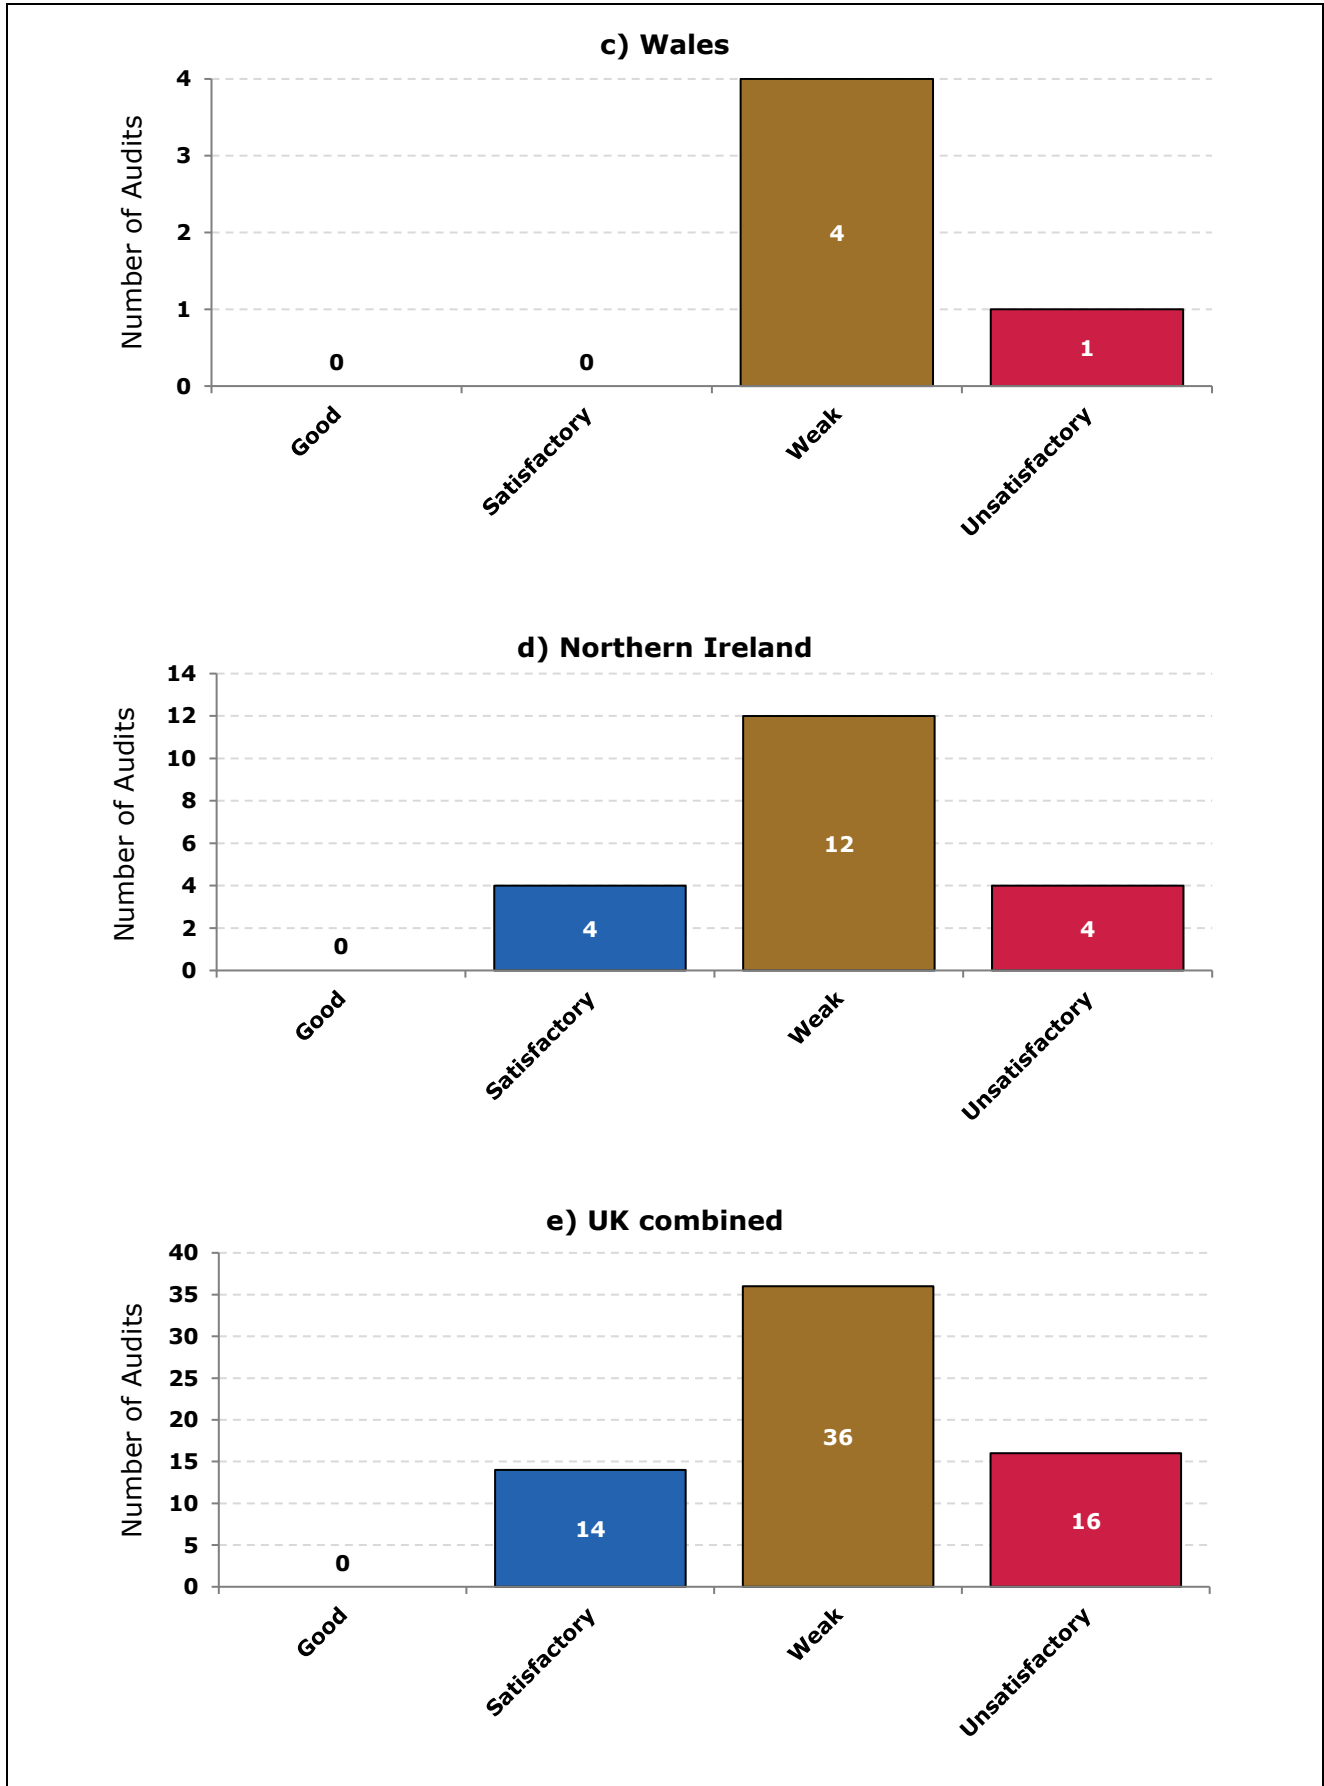 c) Wales
Number of Audits
4
3
2
1
0
0
0
4
1
Good
Satisfactory
Weak
Unsatisfactory
d) Northern Ireland
Number of Audits
14
12
10
8
6
4
2
0
0
4
12
4
Good
Satisfactory
Weak
Unsatisfactory
e) UK combined
Number of Audits
40
35
30
25
20
15
10
5
0
0
14
36
16
Good
Satisfactory
Weak
Unsatisfactory